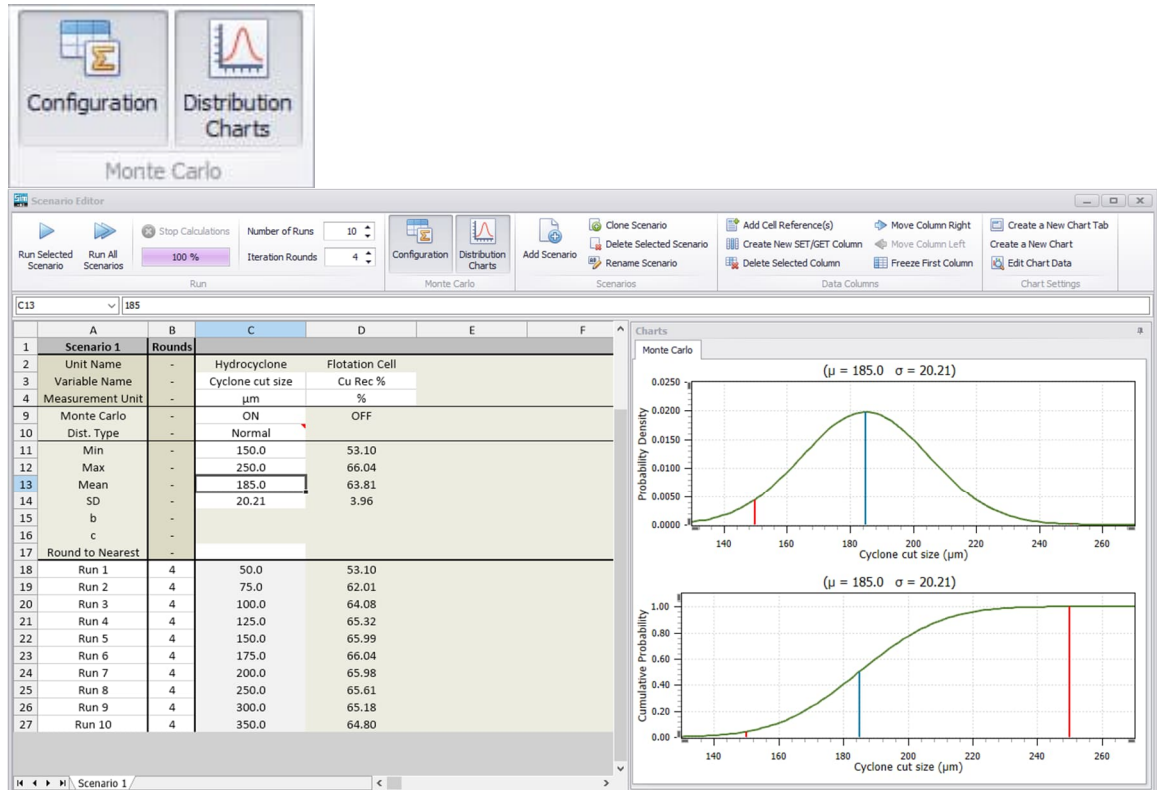 Configuration Distribution Charts
Monte Carlo
Scenario Editor
Run Selected Scenario Run All Scenarios Stop Calculations 100 % Number of Runs 10 Iteration Rounds 4
Run
Configuration Distribution Charts
Monte Carlo
Add Scenario Clone Scenario Delete Selected Scenario Rename Scenario
Scenarios
Add Cell Reference(s) Move Column Right
Create New SET/GET Column Move Column Left
Delete Selected Column Freeze First Column
Data Columns
Create a New Chart Tab
Create a New Chart
Edit Chart Data
Chart Settings
C13 185
A B C D E F
1 Scenario 1 Rounds
2 Unit Name - Hydrocyclone Flotation Cell
3 Variable Name - Cyclone cut size Cu Rec %
4 Measurement Unit - µm %
9 Monte Carlo - ON OFF
10 Dist. Type - Normal
11 Min - 150.0 53.10
12 Max - 250.0 66.04
13 Mean - 185.0 63.81
14 SD - 20.21 3.96
15 b -
16 c -
17 Round to Nearest -
18 Run 1 4 50.0 53.10
19 Run 2 4 75.0 62.01
20 Run 3 4 100.0 64.08
21 Run 4 4 125.0 65.32
22 Run 5 4 150.0 65.99
23 Run 6 4 175.0 66.04
24 Run 7 4 200.0 65.98
25 Run 8 4 250.0 65.61
26 Run 9 4 300.0 65.18
27 Run 10 4 350.0 64.80
Scenario 1
Charts
Monte Carlo
(µ = 185.0 σ = 20.21)
Probability Density
0.0250
0.0200
0.0150
0.0100
0.0050
0.0000
140 160 180 200 220 240 260
Cyclone cut size (µm)
(µ = 185.0 σ = 20.21)
Cumulative Probability
1.00
0.80
0.60
0.40
0.20
0.00
140 160 180 200 220 240 260
Cyclone cut size (µm)